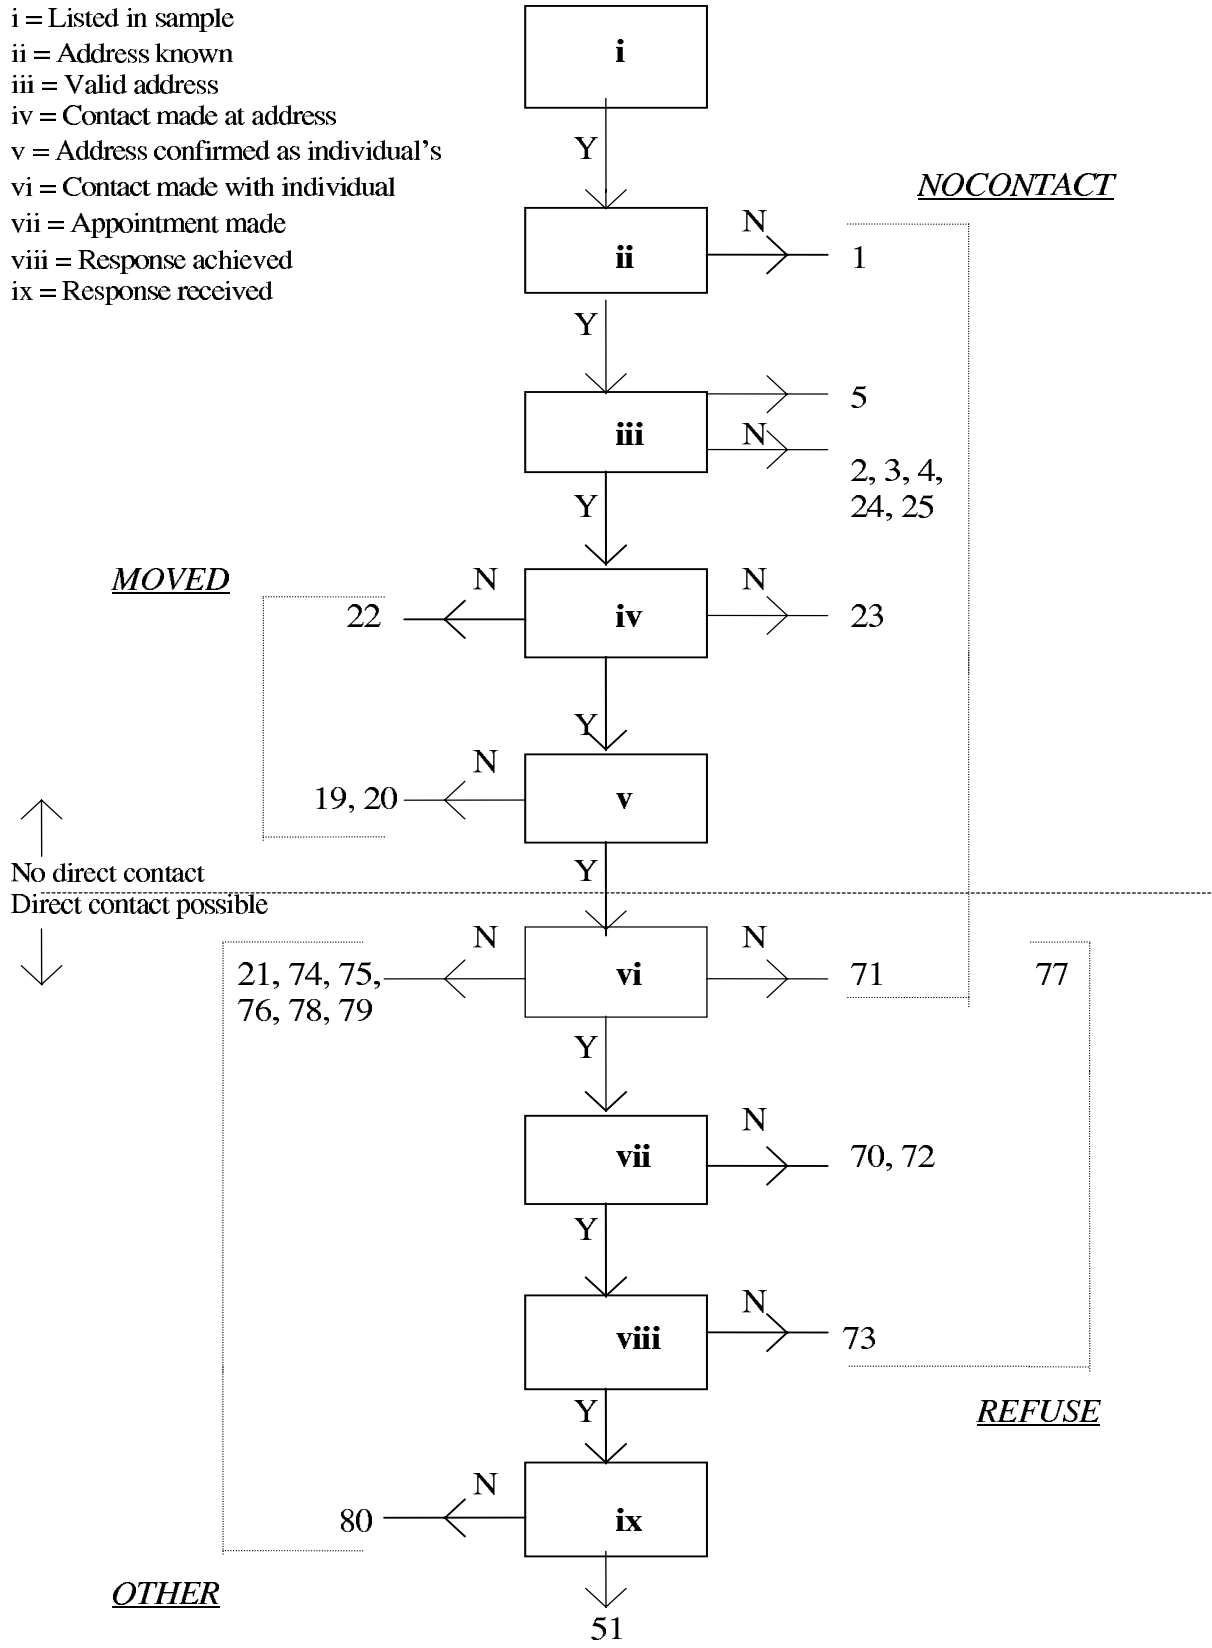 i = Listed in sample
ii = Address known
iii = Valid address
iv = Contact made at address
v = Address confirmed as individual's
vi = Contact made with individual
vii = Appointment made
viii = Response achieved
ix = Response received
i
Y
NOCONTACT
ii
N
1
Y
5
iii
N
2, 3, 4,
24, 25
Y
MOVED
22
N
iv
N
23
Y
19, 20
N
v
Y
No direct contact
Direct contact possible
21, 74, 75,
76, 78, 79
N
vi
N
71
77
Y
vii
N
70, 72
Y
viii
N
73
REFUSE
Y
80
N
ix
OTHER
51